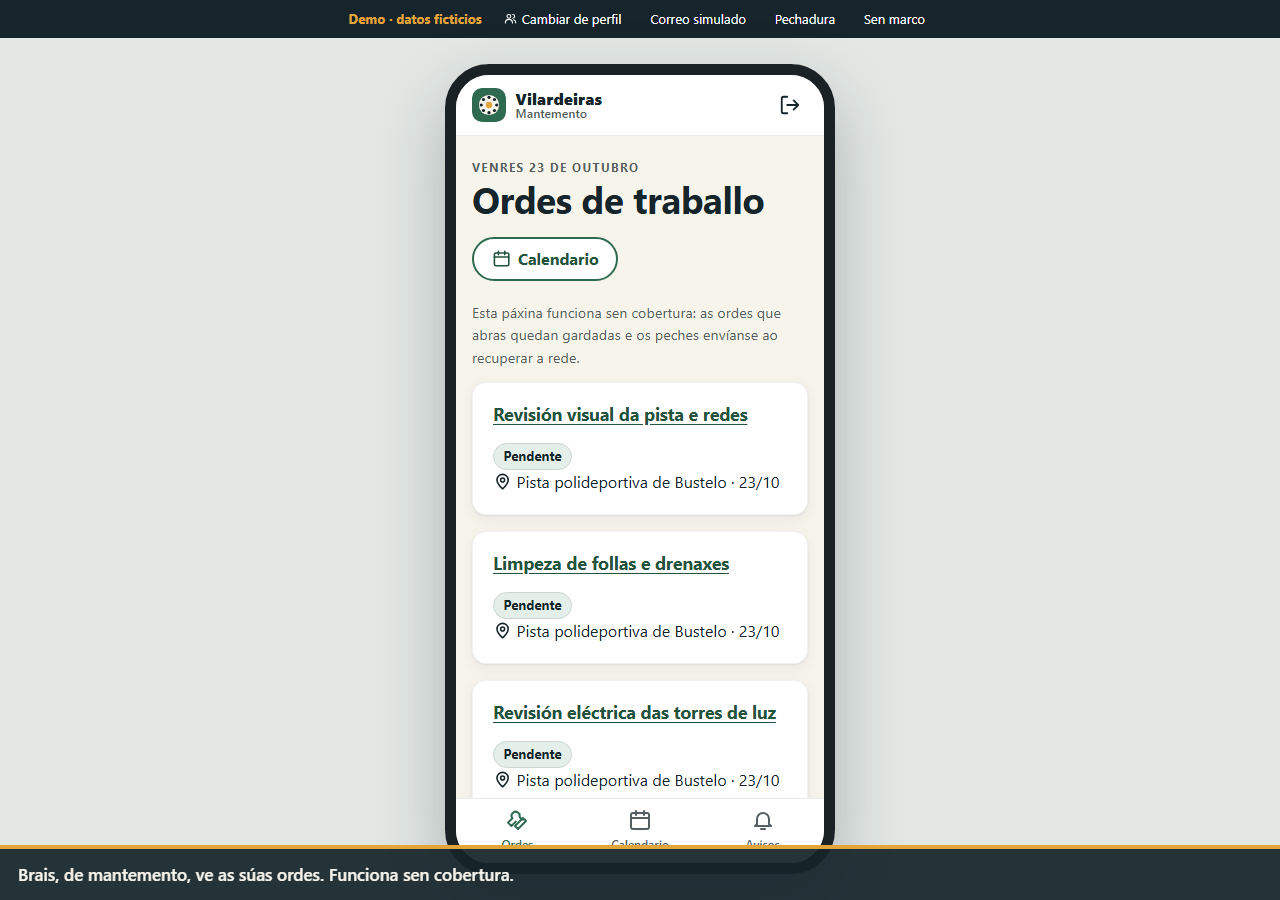 Demo · datos ficticios
Cambiar de perfil
Correo simulado
Pechadura
Sen marco
Vilardeiras
Mantemento
VENRES 23 DE OUTUBRO
Ordes de traballo
Calendario
Esta páxina funciona sen cobertura: as ordes que
abras quedan gardadas e os peches envíanse ao
recuperar a rede.
Revisión visual da pista e redes
Pendente
Pista polideportiva de Bustelo · 23/10
Limpeza de follas e drenaxes
Pendente
Pista polideportiva de Bustelo · 23/10
Revisión eléctrica das torres de luz
Pendente
Pista polideportiva de Bustelo · 23/10
Ordes
Calendario
Avisos
Brais, de mantemento, ve as súas ordes. Funciona sen cobertura.